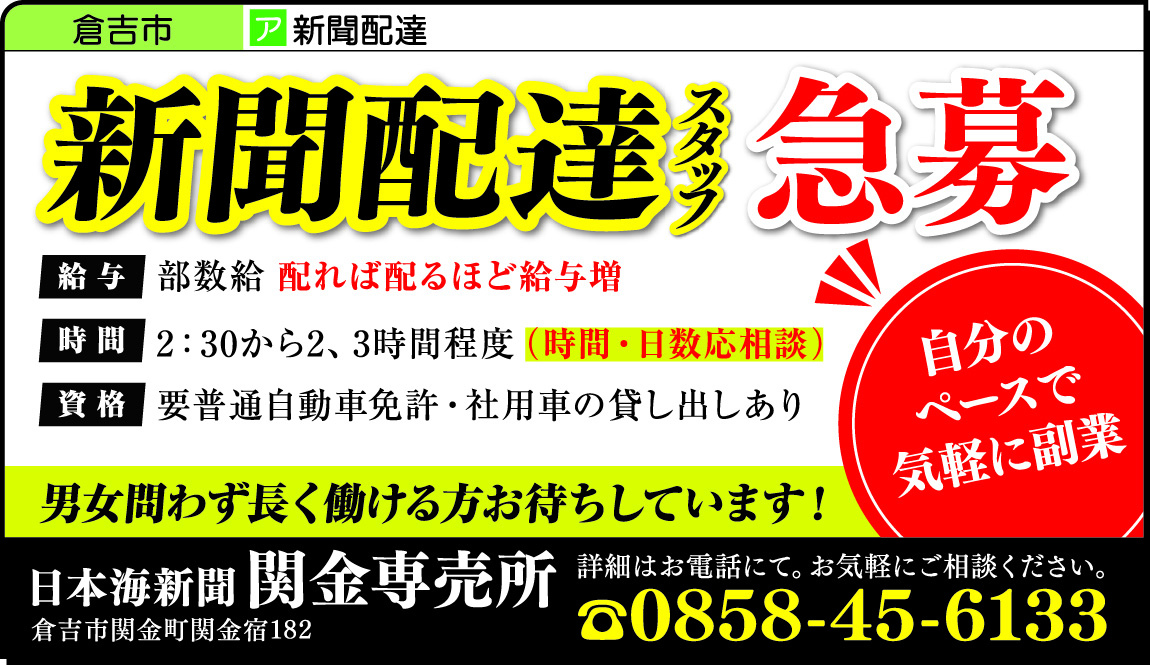 倉吉市
ア 新聞配達
新聞配達スタッフ 急募
給与 部数給 配れば配るほど給与増
時間 2：30から2、3時間程度（時間・日数応相談）
資格 要普通自動車免許・社用車の貸し出しあり
自分の
ペースで
気軽に副業
男女問わず長く働ける方お待ちしています！
日本海新聞 関金専売所
倉吉市関金町関金宿182
詳細はお電話にて。お気軽にご相談ください。
☎0858-45-6133